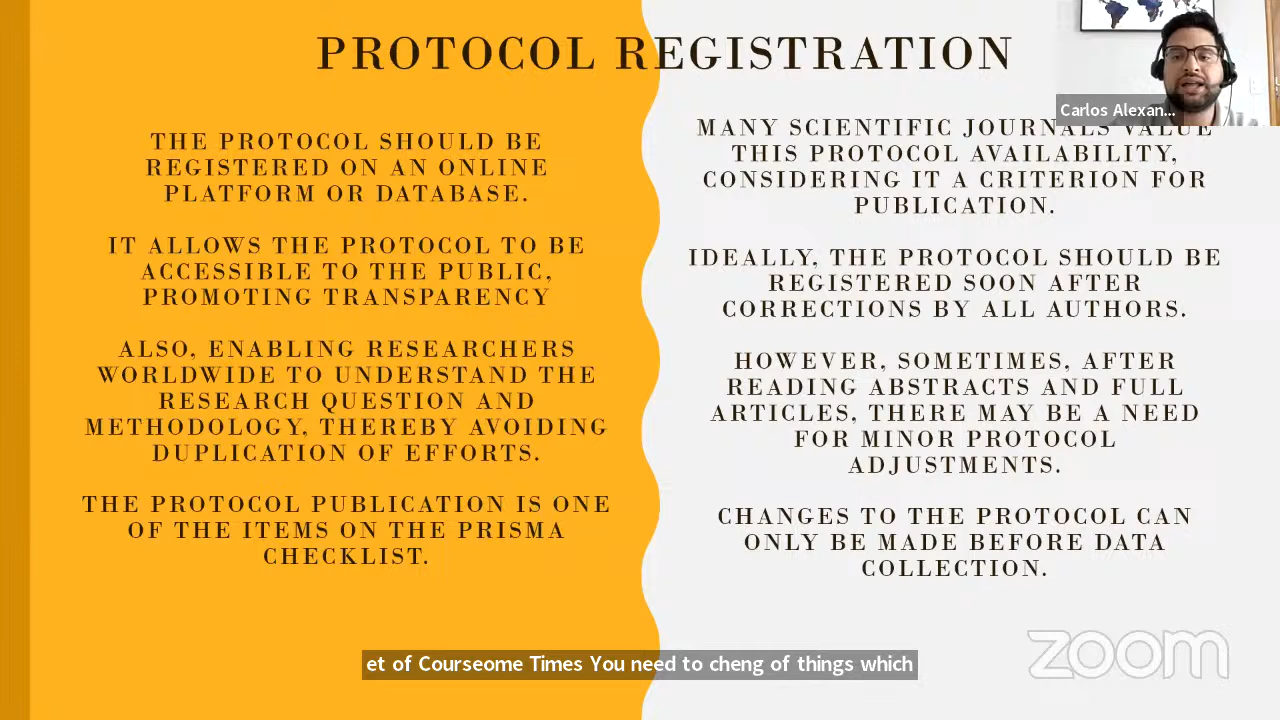 PROTOCOL REGISTRATION
THE PROTOCOL SHOULD BE
REGISTERED ON AN ONLINE
PLATFORM OR DATABASE.
IT ALLOWS THE PROTOCOL TO BE
ACCESSIBLE TO THE PUBLIC,
PROMOTING TRANSPARENCY
ALSO, ENABLING RESEARCHERS
WORLDWIDE TO UNDERSTAND THE
RESEARCH QUESTION AND
METHODOLOGY, THEREBY AVOIDING
DUPLICATION OF EFFORTS.
THE PROTOCOL PUBLICATION IS ONE
OF THE ITEMS ON THE PRISMA
CHECKLIST.
MANY SCIENTIFIC JOURNALS VALUE
THIS PROTOCOL AVAILABILITY,
CONSIDERING IT A CRITERION FOR
PUBLICATION.
IDEALLY, THE PROTOCOL SHOULD BE
REGISTERED SOON AFTER
CORRECTIONS BY ALL AUTHORS.
HOWEVER, SOMETIMES, AFTER
READING ABSTRACTS AND FULL
ARTICLES, THERE MAY BE A NEED
FOR MINOR PROTOCOL
ADJUSTMENTS.
CHANGES TO THE PROTOCOL CAN
ONLY BE MADE BEFORE DATA
COLLECTION.
Carlos Alexan...
et of Courseome Times You need to cheng of things which
zoom